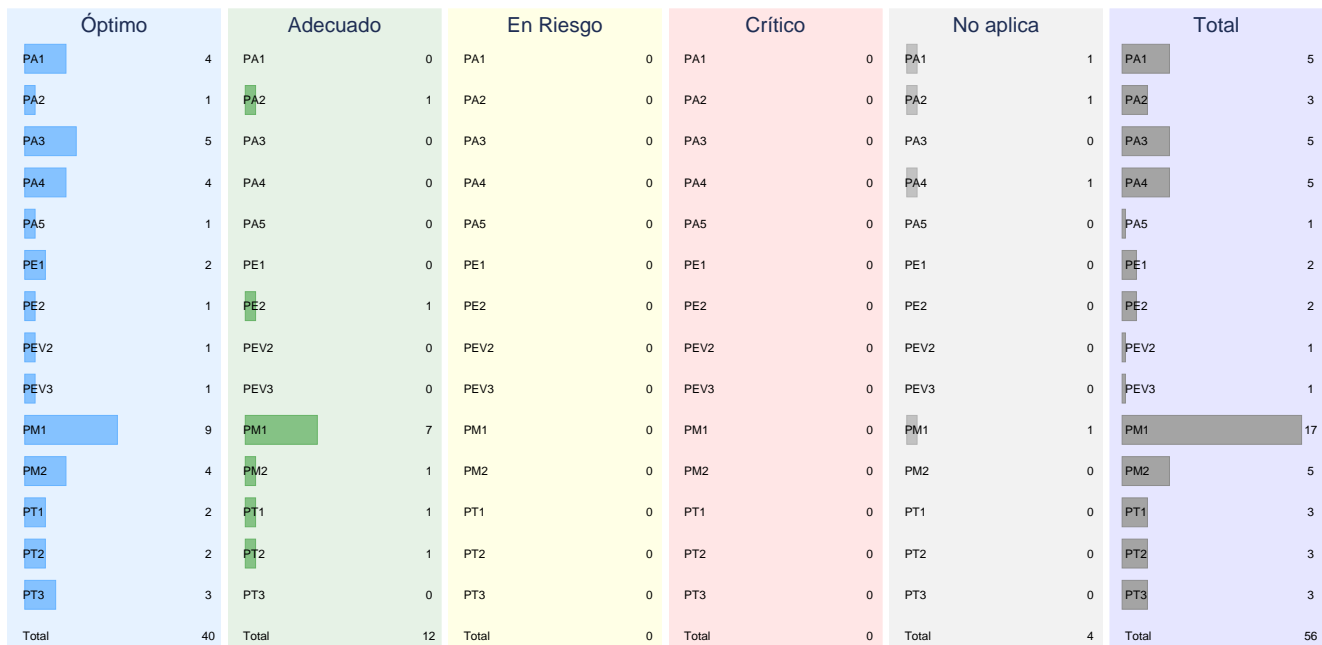 Óptimo Adecuado En Riesgo Crítico No aplica Total
PA1 4 PA1 0 PA1 0 PA1 0 PA1 1 PA1 5
PA2 1 PA2 1 PA2 0 PA2 0 PA2 1 PA2 3
PA3 5 PA3 0 PA3 0 PA3 0 PA3 0 PA3 5
PA4 4 PA4 0 PA4 0 PA4 0 PA4 1 PA4 5
PA5 1 PA5 0 PA5 0 PA5 0 PA5 0 PA5 1
PE1 2 PE1 0 PE1 0 PE1 0 PE1 0 PE1 2
PE2 1 PE2 1 PE2 0 PE2 0 PE2 0 PE2 2
PEV2 1 PEV2 0 PEV2 0 PEV2 0 PEV2 0 PEV2 1
PEV3 1 PEV3 0 PEV3 0 PEV3 0 PEV3 0 PEV3 1
PM1 9 PM1 7 PM1 0 PM1 0 PM1 1 PM1 17
PM2 4 PM2 1 PM2 0 PM2 0 PM2 0 PM2 5
PT1 2 PT1 1 PT1 0 PT1 0 PT1 0 PT1 3
PT2 2 PT2 1 PT2 0 PT2 0 PT2 0 PT2 3
PT3 3 PT3 0 PT3 0 PT3 0 PT3 0 PT3 3
Total 40 Total 12 Total 0 Total 0 Total 4 Total 56